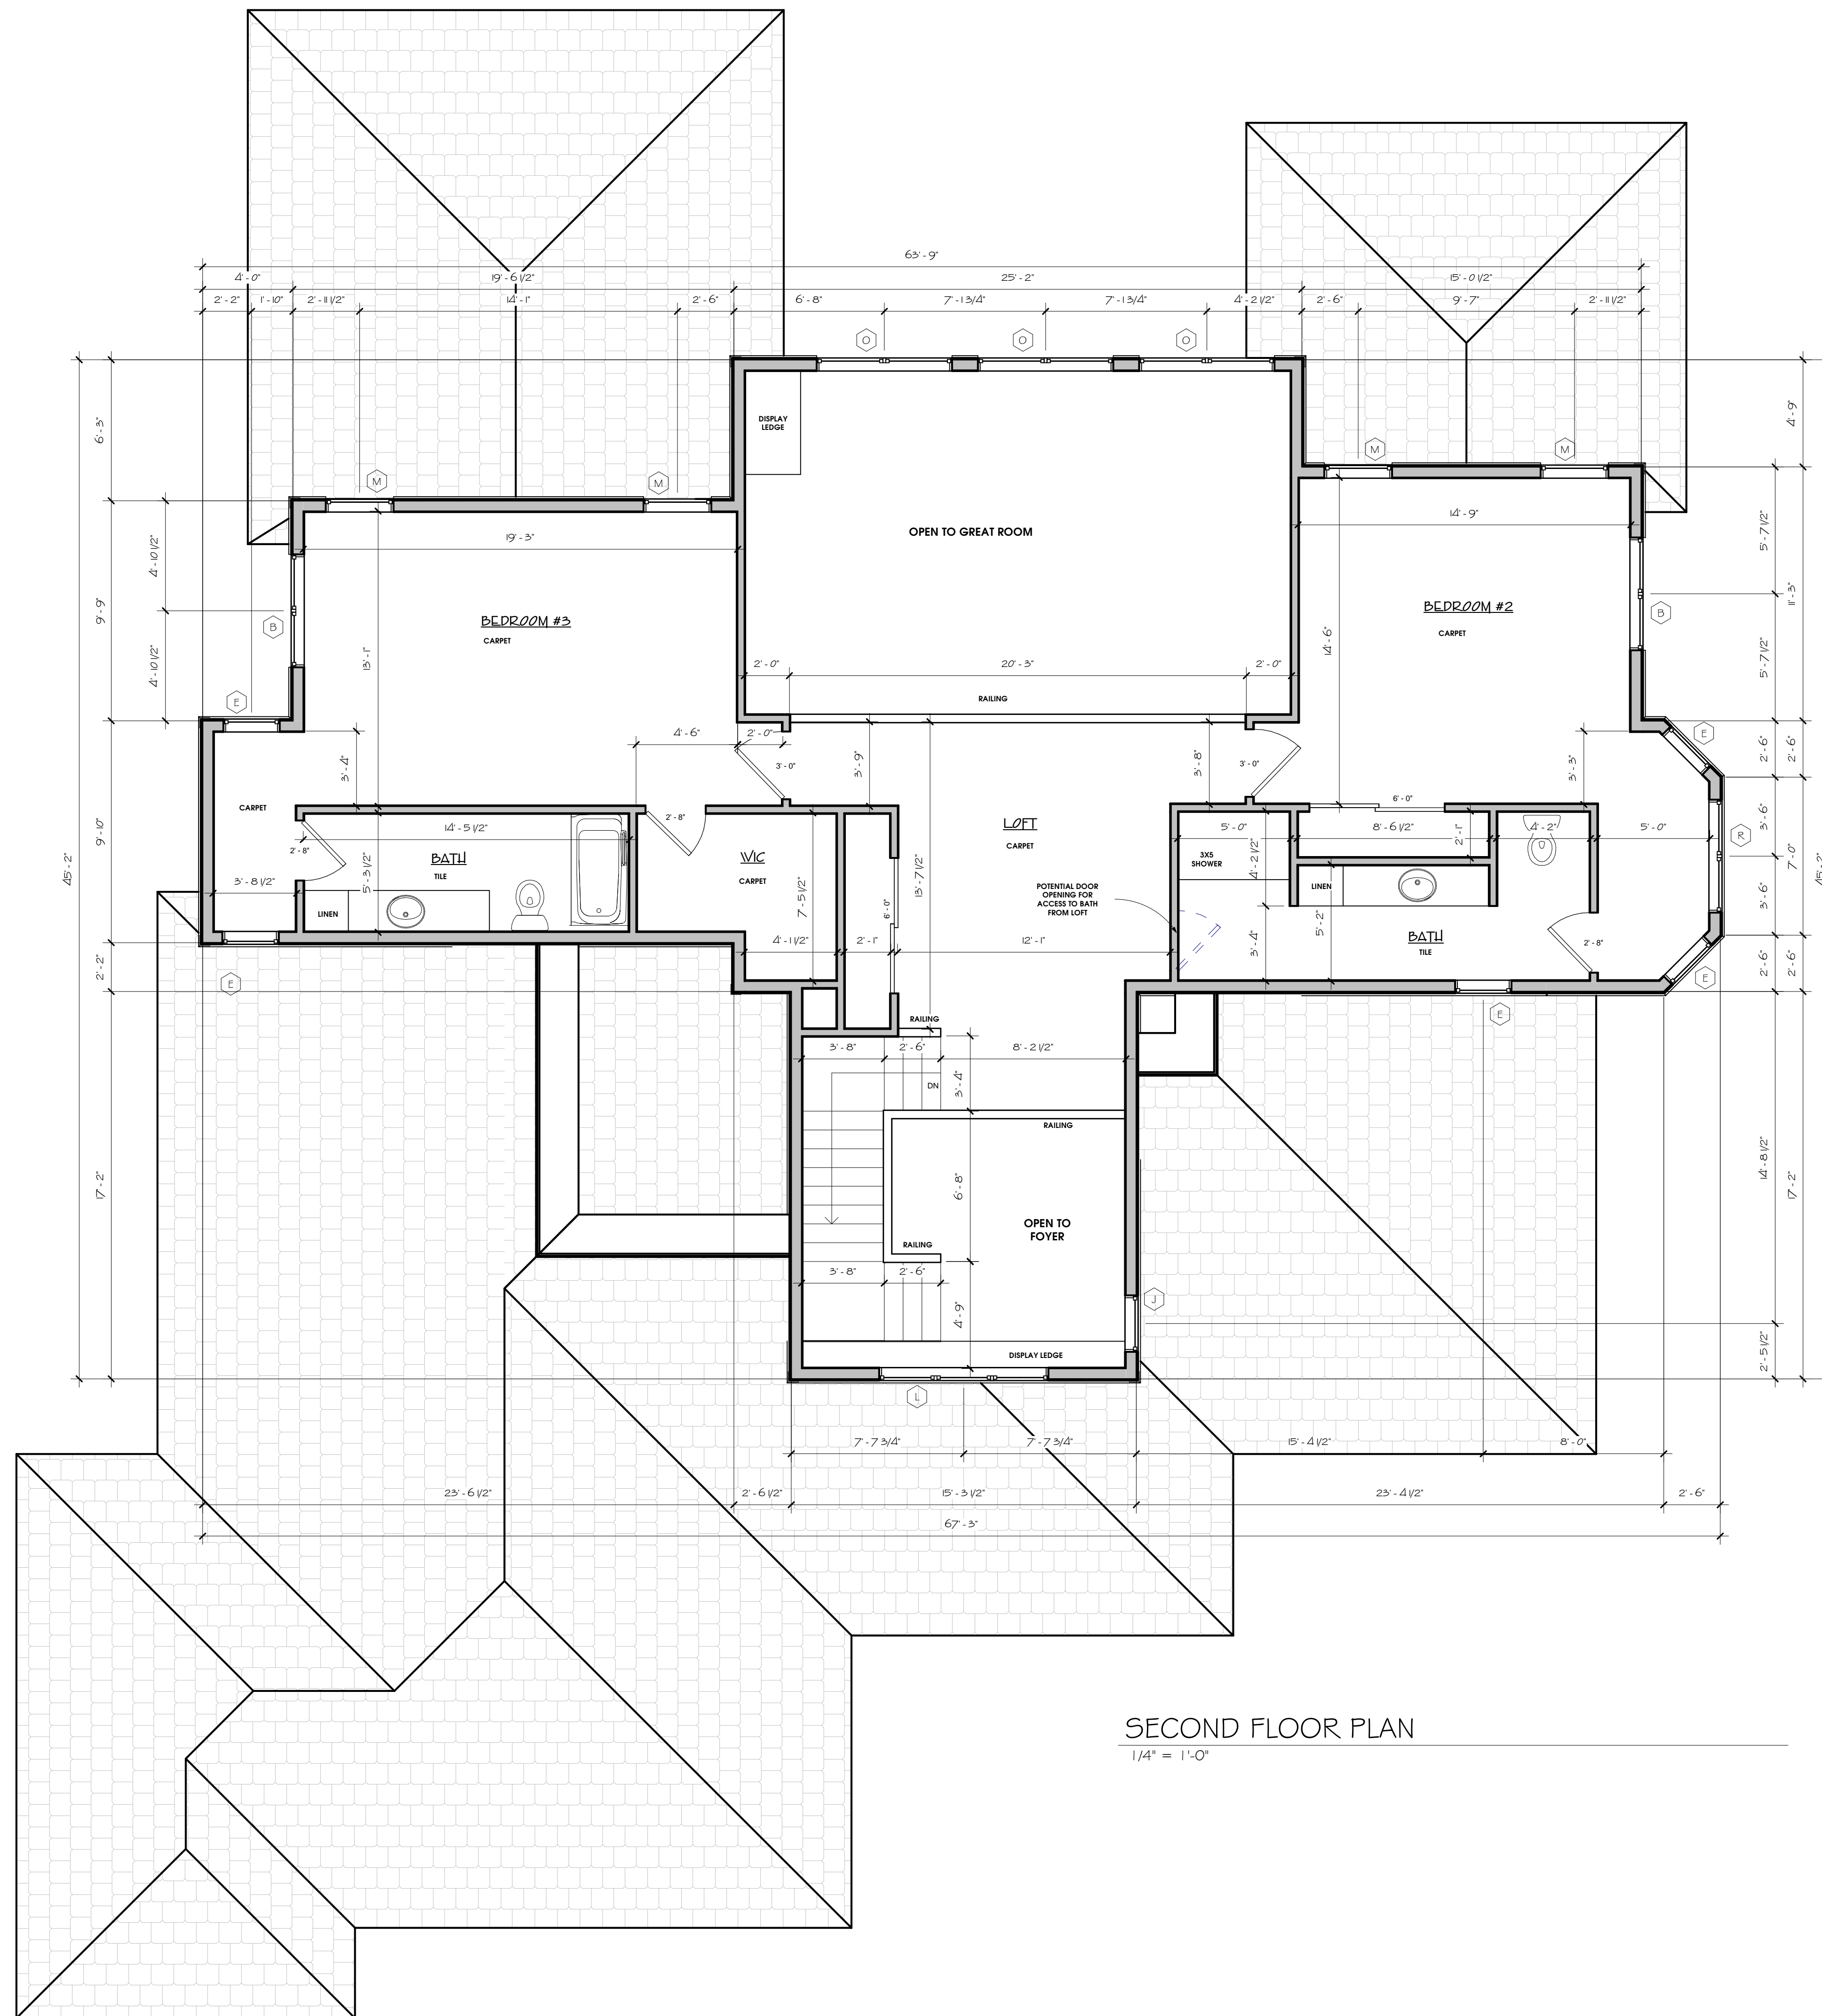 63'-9"
4'-0"
19'-6 1/2"
25'-2"
15'-0 1/2"
2'-2"
1'-10"
2'-11 1/2"
14'-1"
2'-6"
6'-8"
7'-1 3/4"
7'-1 3/4"
4'-2 1/2"
2'-6"
9'-7"
2'-11 1/2"
O
O
O
M
M
M
M
6'-3"
4'-9"
DISPLAY
LEDGE
OPEN TO GREAT ROOM
19'-3"
14'-9"
4'-10 1/2"
9'-9"
4'-10 1/2"
B
BEDROOM #3
CARPET
13'-1"
BEDROOM #2
CARPET
14'-6"
B
5'-7 1/2"
11'-3"
5'-7 1/2"
2'-0"
20'-3"
2'-0"
RAILING
E
E
4'-6"
2'-0"
3'-0"
3'-9"
3'-8"
3'-0"
3'-4"
3'-3"
2'-6"
2'-6"
CARPET
2'-8"
14'-5 1/2"
BATH
TILE
5'-3 1/2"
3'-8 1/2"
LINEN
2'-8"
WIC
CARPET
7'-5 1/2"
4'-1 1/2"
2'-1"
6'-0"
13'-7 1/2"
LOFT
CARPET
POTENTIAL DOOR
OPENING FOR
ACCESS TO BATH
FROM LOFT
12'-1"
6'-0"
5'-0"
8'-6 1/2"
2'-1"
4'-2"
5'-0"
3X5
SHOWER
4'-2 1/2"
LINEN
5'-2"
3'-4"
BATH
TILE
2'-8"
R
3'-6"
7'-0"
3'-6"
45'-2"
2'-6"
2'-6"
E
E
E
9'-10"
45'-2"
2'-2"
17'-2"
RAILING
3'-8"
2'-6"
8'-2 1/2"
DN
3'-4"
RAILING
6'-8"
OPEN TO
FOYER
RAILING
3'-8"
2'-6"
4'-9"
DISPLAY LEDGE
J
L
14'-8 1/2"
17'-2"
2'-5 1/2"
7'-7 3/4"
7'-7 3/4"
15'-4 1/2"
8'-0"
23'-6 1/2"
2'-6 1/2"
15'-3 1/2"
23'-4 1/2"
2'-6"
67'-3"
SECOND FLOOR PLAN
1/4" = 1'-0"